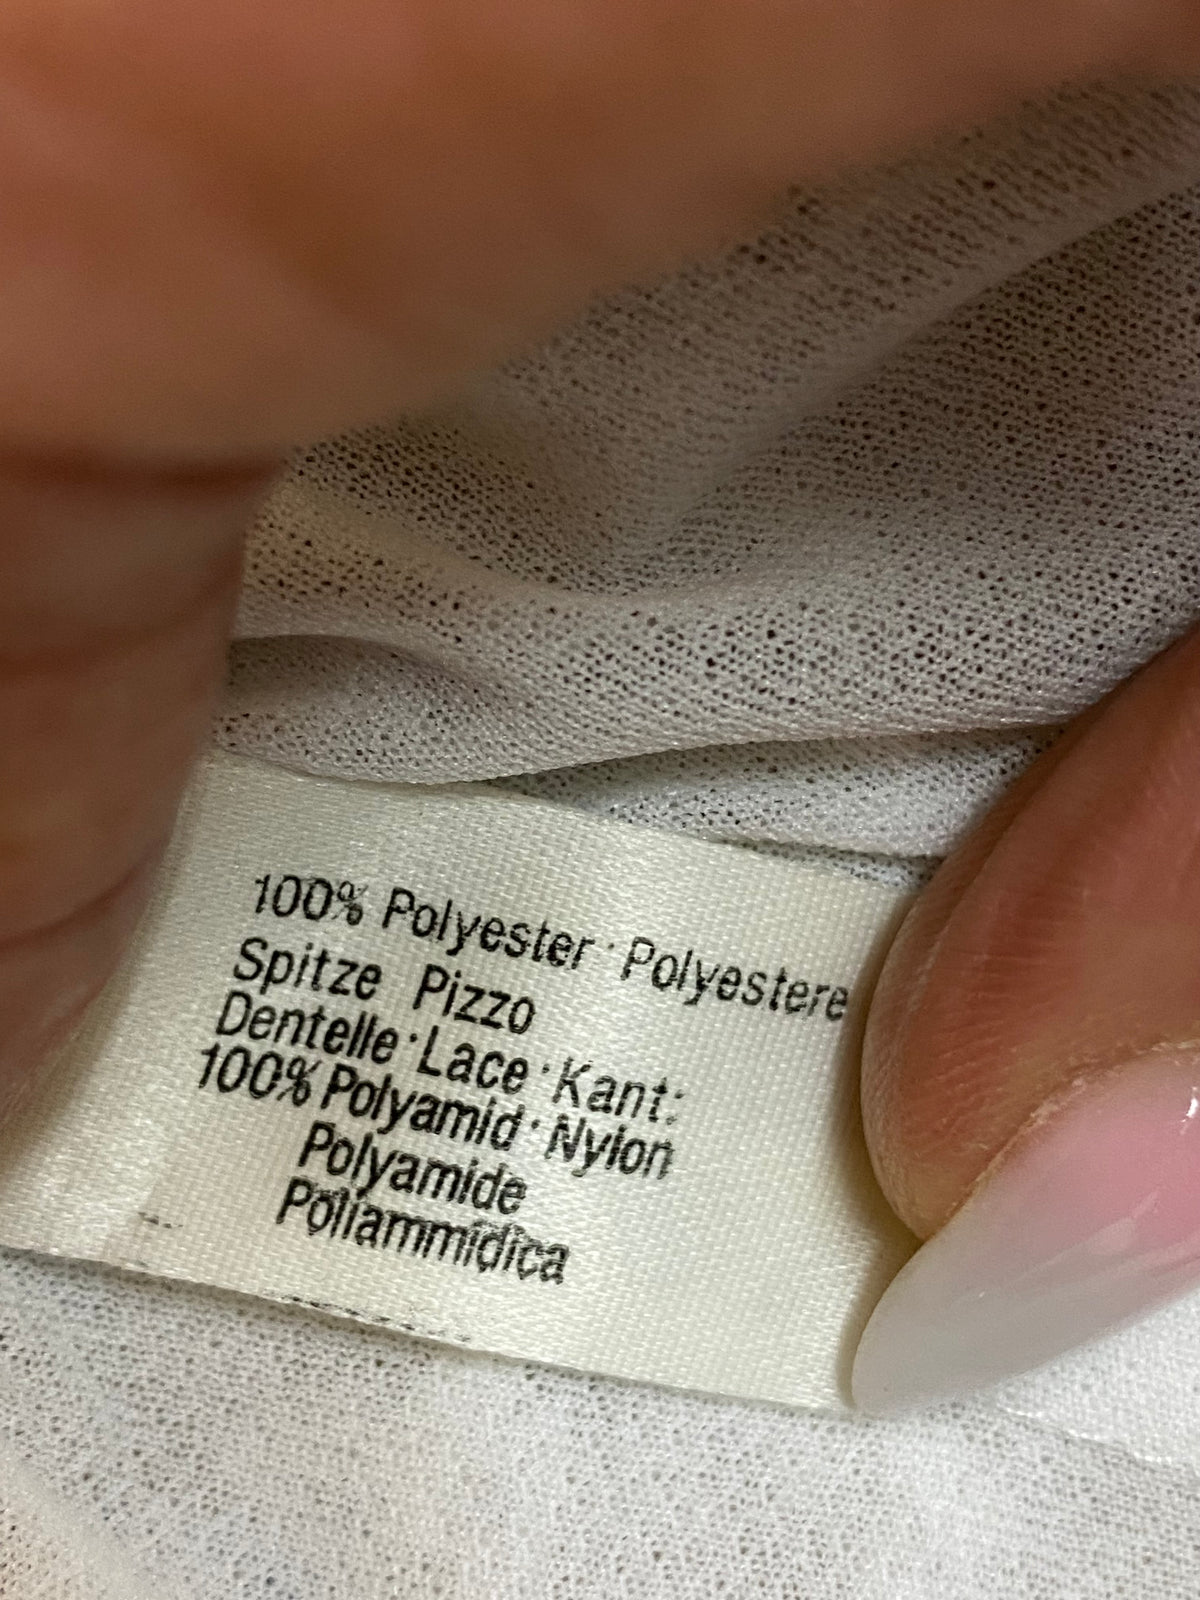 100% Polyester · Polyestere
Spitze Pizzo
Dentelle · Lace · Kant:
100% Polyamid · Nylon
Polyamide
Poliammidica